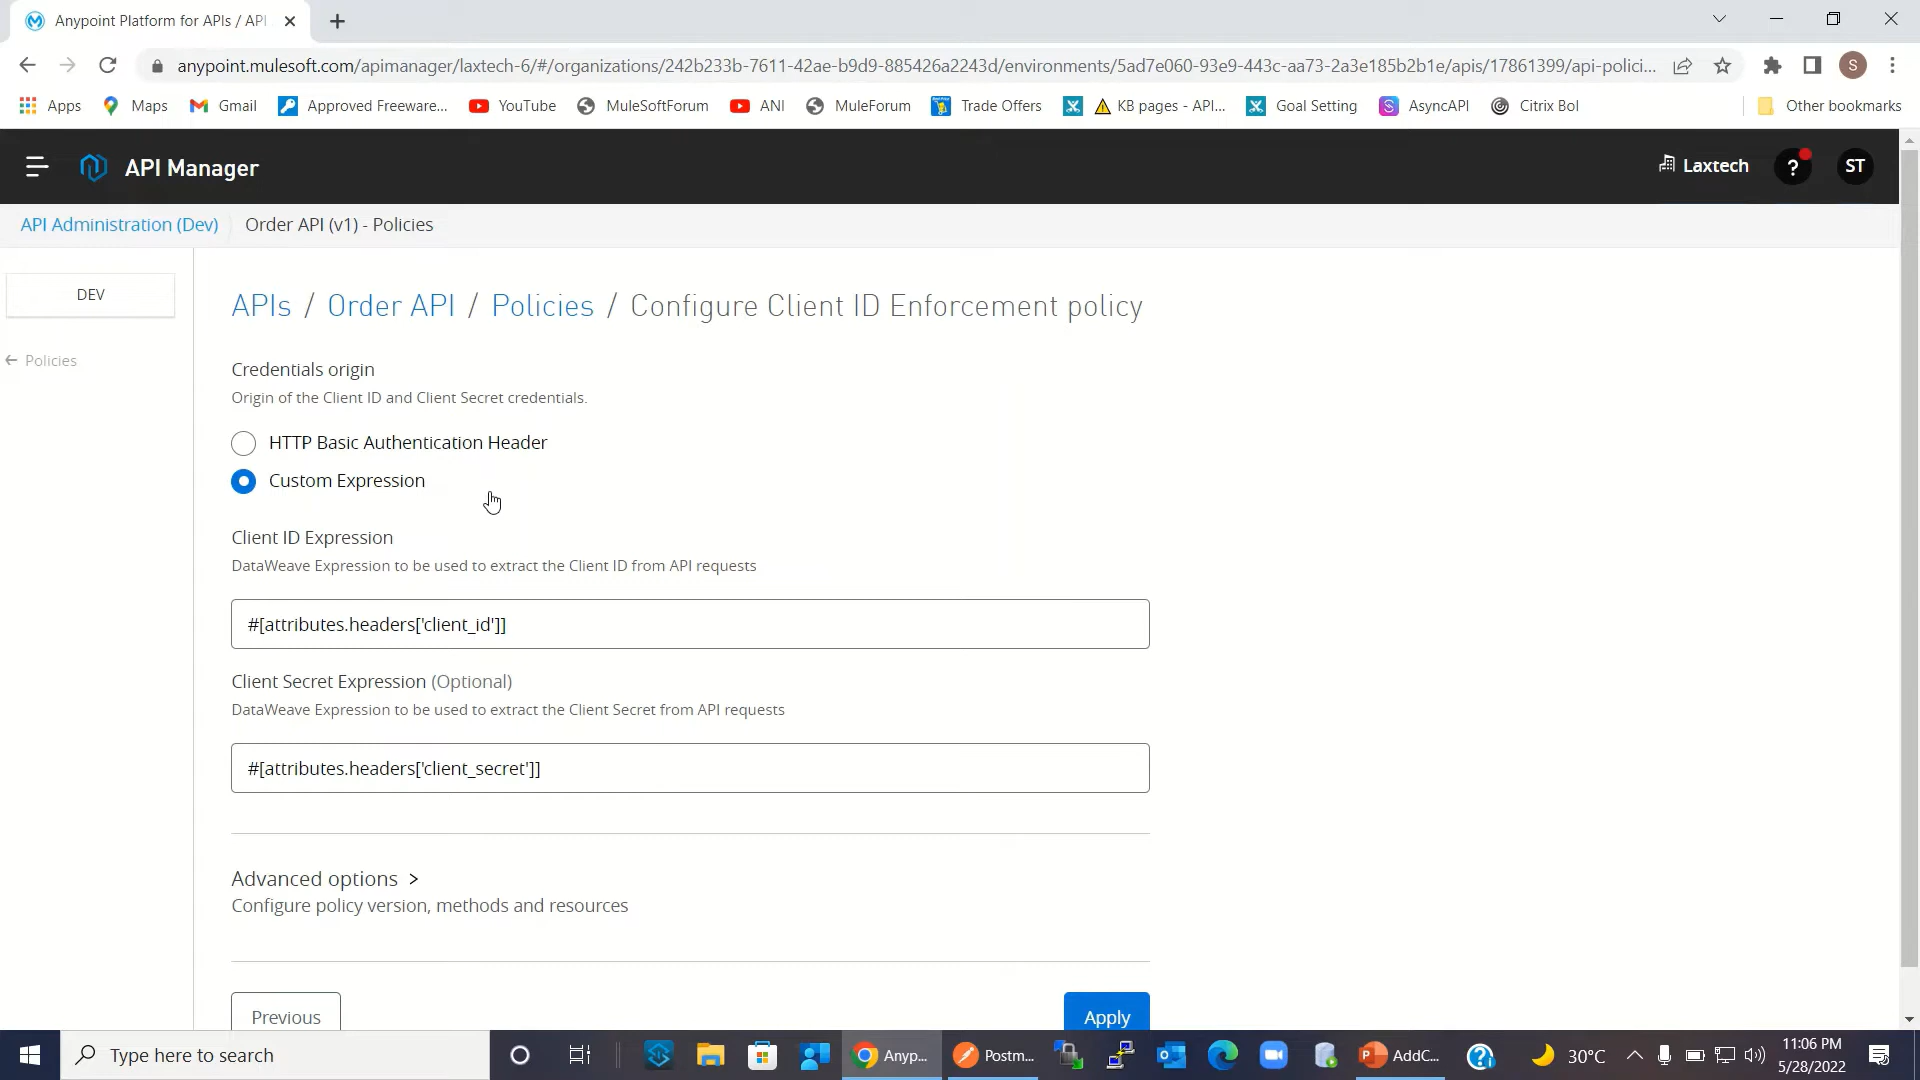 Anypoint Platform for APIs / API
anypoint.mulesoft.com/apimanager/laxtech-6/#/organizations/242b233b-7611-42ae-b9d9-885426a2243d/environments/5ad7e060-93e9-443c-aa73-2a3e185b2b1e/apis/17861399/api-polici...
S
Apps Maps Gmail Approved Freeware... YouTube MuleSoftForum ANI MuleForum Trade Offers KB pages - API... Goal Setting AsyncAPI Citrix Bol Other bookmarks
API Manager Laxtech ? ST
API Administration (Dev) Order API (v1) - Policies
DEV
← Policies
APIs / Order API / Policies / Configure Client ID Enforcement policy
Credentials origin
Origin of the Client ID and Client Secret credentials.
HTTP Basic Authentication Header
Custom Expression
Client ID Expression
DataWeave Expression to be used to extract the Client ID from API requests
#[attributes.headers['client_id']]
Client Secret Expression (Optional)
DataWeave Expression to be used to extract the Client Secret from API requests
#[attributes.headers['client_secret']]
Advanced options >
Configure policy version, methods and resources
Previous Apply
Type here to search Anyp... Postm... AddC... 30°C 11:06 PM
5/28/2022